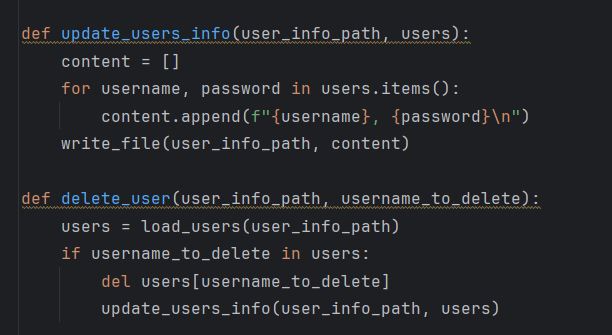 def update_users_info(user_info_path, users):
    content = []
    for username, password in users.items():
        content.append(f"{username}, {password}\n")
    write_file(user_info_path, content)

def delete_user(user_info_path, username_to_delete):
    users = load_users(user_info_path)
    if username_to_delete in users:
        del users[username_to_delete]
        update_users_info(user_info_path, users)